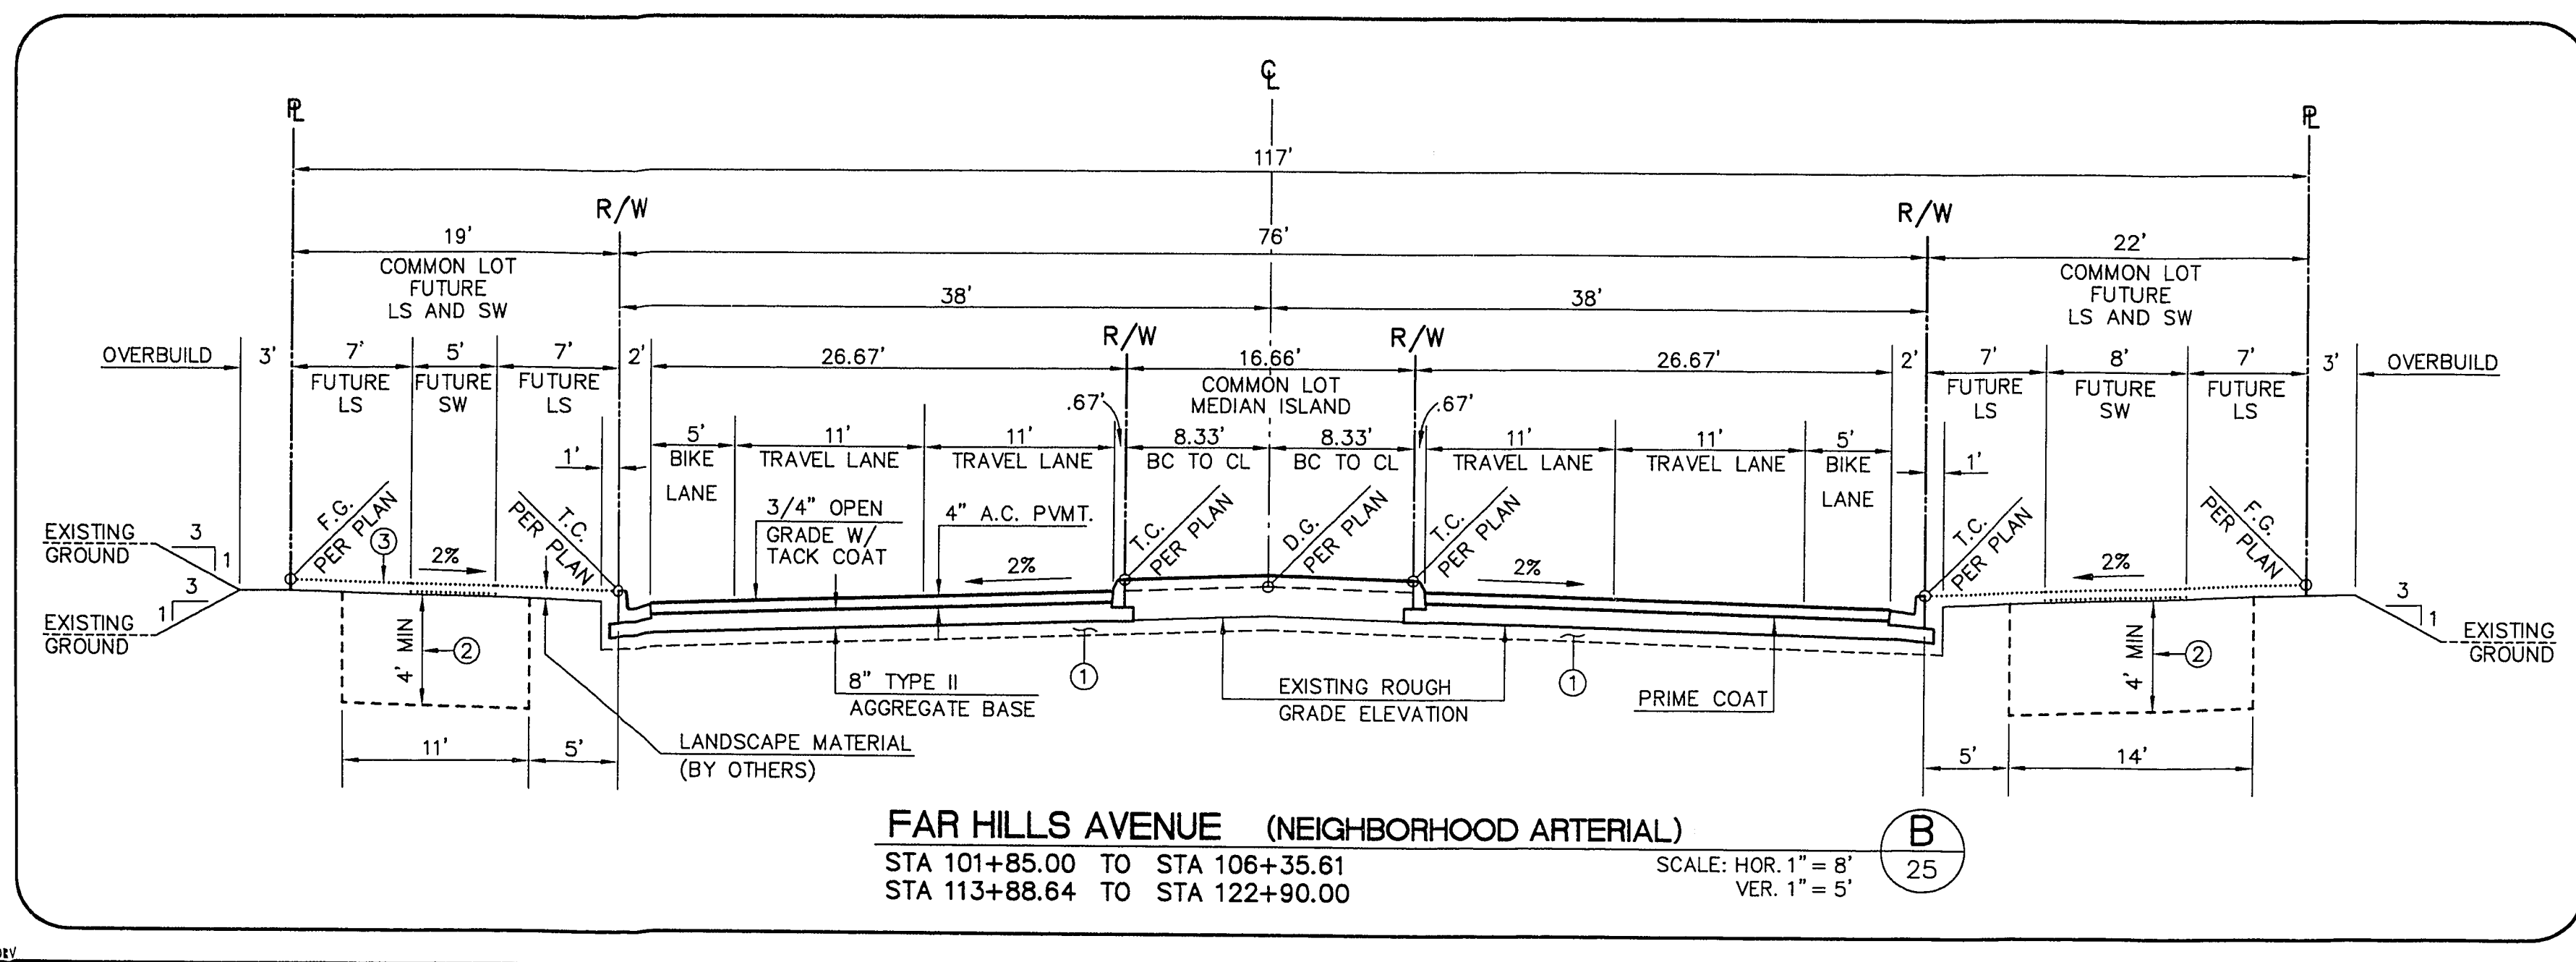 ℄
℄
℄
117'
R/W
R/W
19'
76'
22'
COMMON LOT
FUTURE
LS AND SW
COMMON LOT
FUTURE
LS AND SW
38'
38'
R/W
R/W
OVERBUILD
3'
7'
FUTURE
LS
5'
FUTURE
SW
7'
FUTURE
LS
2'
26.67'
16.66'
COMMON LOT
MEDIAN ISLAND
26.67'
2'
7'
FUTURE
LS
8'
FUTURE
SW
7'
FUTURE
LS
3'
OVERBUILD
.67'
.67'
1'
5'
BIKE
LANE
11'
TRAVEL LANE
11'
TRAVEL LANE
8.33'
BC TO CL
8.33'
BC TO CL
11'
TRAVEL LANE
11'
TRAVEL LANE
5'
BIKE
LANE
1'
F.G.
PER PLAN
T.C.
PER PLAN
3/4" OPEN
GRADE W/
TACK COAT
4" A.C. PVMT.
T.C.
PER PLAN
D.G.
PER PLAN
T.C.
PER PLAN
T.C.
PER PLAN
F.G.
PER PLAN
EXISTING
GROUND
3
1
3
1
EXISTING
GROUND
3
2%
2%
2%
2%
3
1
EXISTING
GROUND
4' MIN
2
1
1
4' MIN
2
8" TYPE II
AGGREGATE BASE
EXISTING ROUGH
GRADE ELEVATION
PRIME COAT
11'
5'
LANDSCAPE MATERIAL
(BY OTHERS)
5'
14'
FAR HILLS AVENUE (NEIGHBORHOOD ARTERIAL)
B
25
STA 101+85.00 TO STA 106+35.61
STA 113+88.64 TO STA 122+90.00
SCALE: HOR. 1" = 8'
VER. 1" = 5'